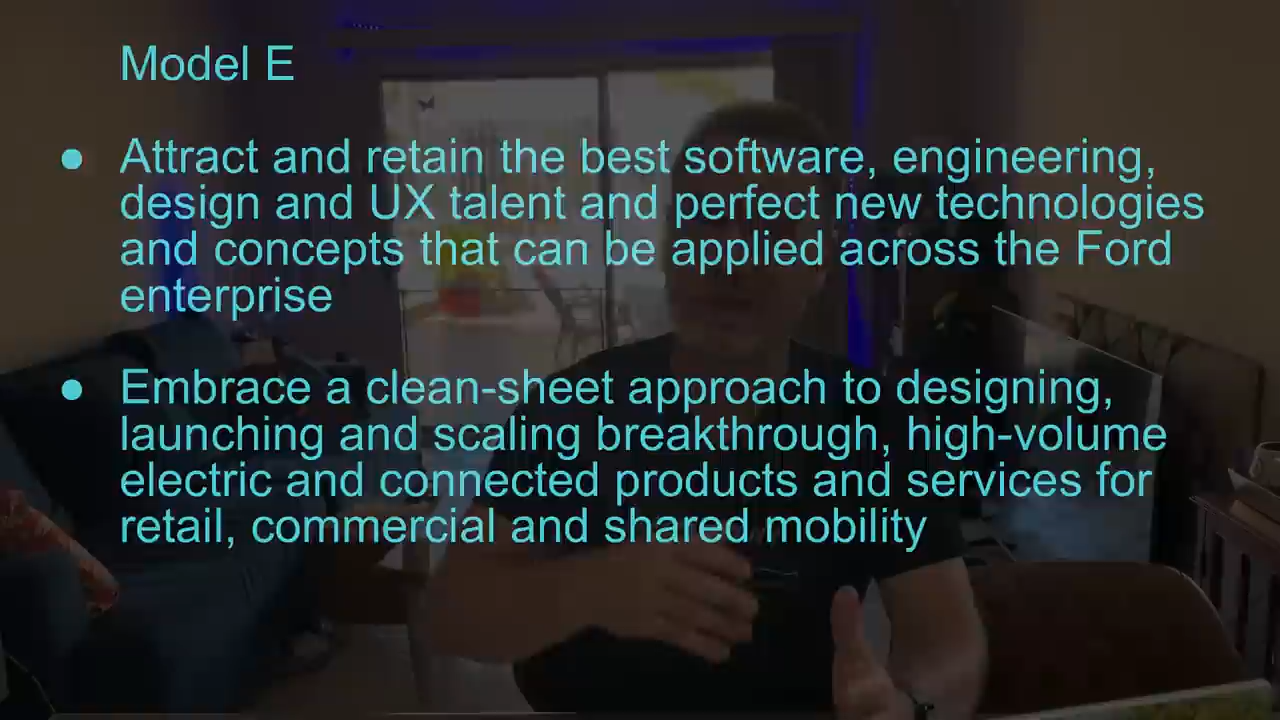 Model E
● Attract and retain the best software, engineering,
design and UX talent and perfect new technologies
and concepts that can be applied across the Ford
enterprise
● Embrace a clean-sheet approach to designing,
launching and scaling breakthrough, high-volume
electric and connected products and services for
retail, commercial and shared mobility